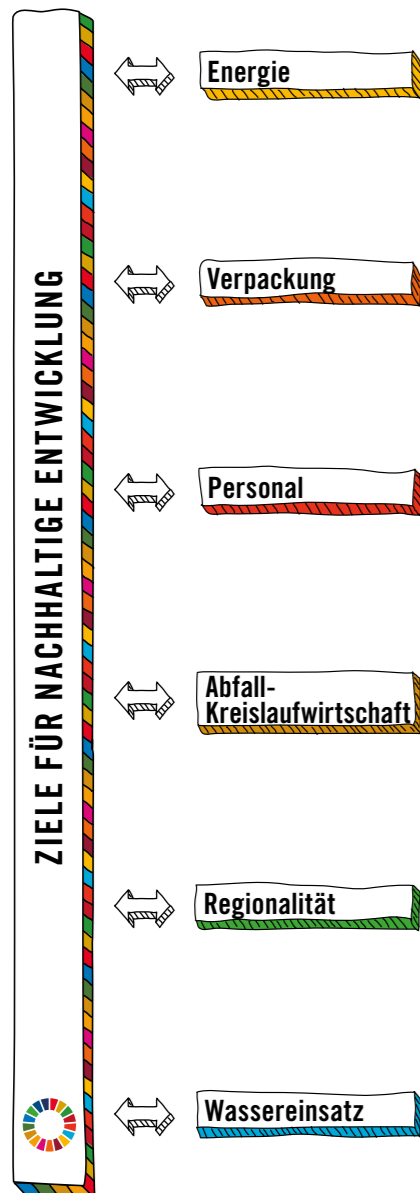 ZIELE FÜR NACHHALTIGE ENTWICKLUNG
Energie
Verpackung
Personal
Abfall-
Kreislaufwirtschaft
Regionalität
Wassereinsatz